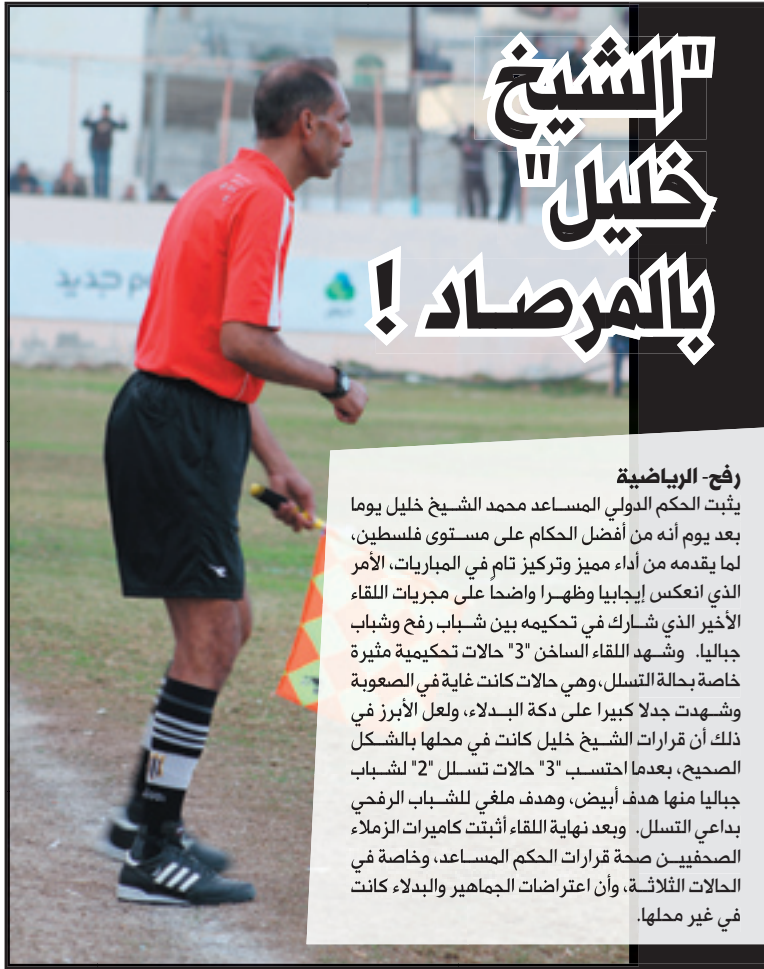 "الشيخ
خليل"
بالمرصاد !
م جديد
رفح- الرياضية
يثبت الحكم الدولي المساعد محمد الشيخ خليل يوما
بعد يوم أنه من أفضل الحكام على مستوى فلسطين،
لما يقدمه من أداء مميز وتركيز تام في المباريات، الأمر
الذي انعكس إيجابيا وظهرا واضحاً على مجريات اللقاء
الأخير الذي شارك في تحكيمه بين شباب رفح وشباب
جباليا. وشهد اللقاء الساخن "3" حالات تحكيمية مثيرة
خاصة بحالة التسلل، وهي حالات كانت غاية في الصعوبة
وشهدت جدلا كبيرا على دكة البدلاء، ولعل الأبرز في
ذلك أن قرارات الشيخ خليل كانت في محلها بالشكل
الصحيح، بعدما احتسب "3" حالات تسلل "2" لشباب
جباليا منها هدف أبيض، وهدف ملغي للشباب الرفحي
بداعي التسلل. وبعد نهاية اللقاء أثبتت كاميرات الزملاء
الصحفيين صحة قرارات الحكم المساعد، وخاصة في
الحالات الثلاثة، وأن اعتراضات الجماهير والبدلاء كانت
في غير محلها.